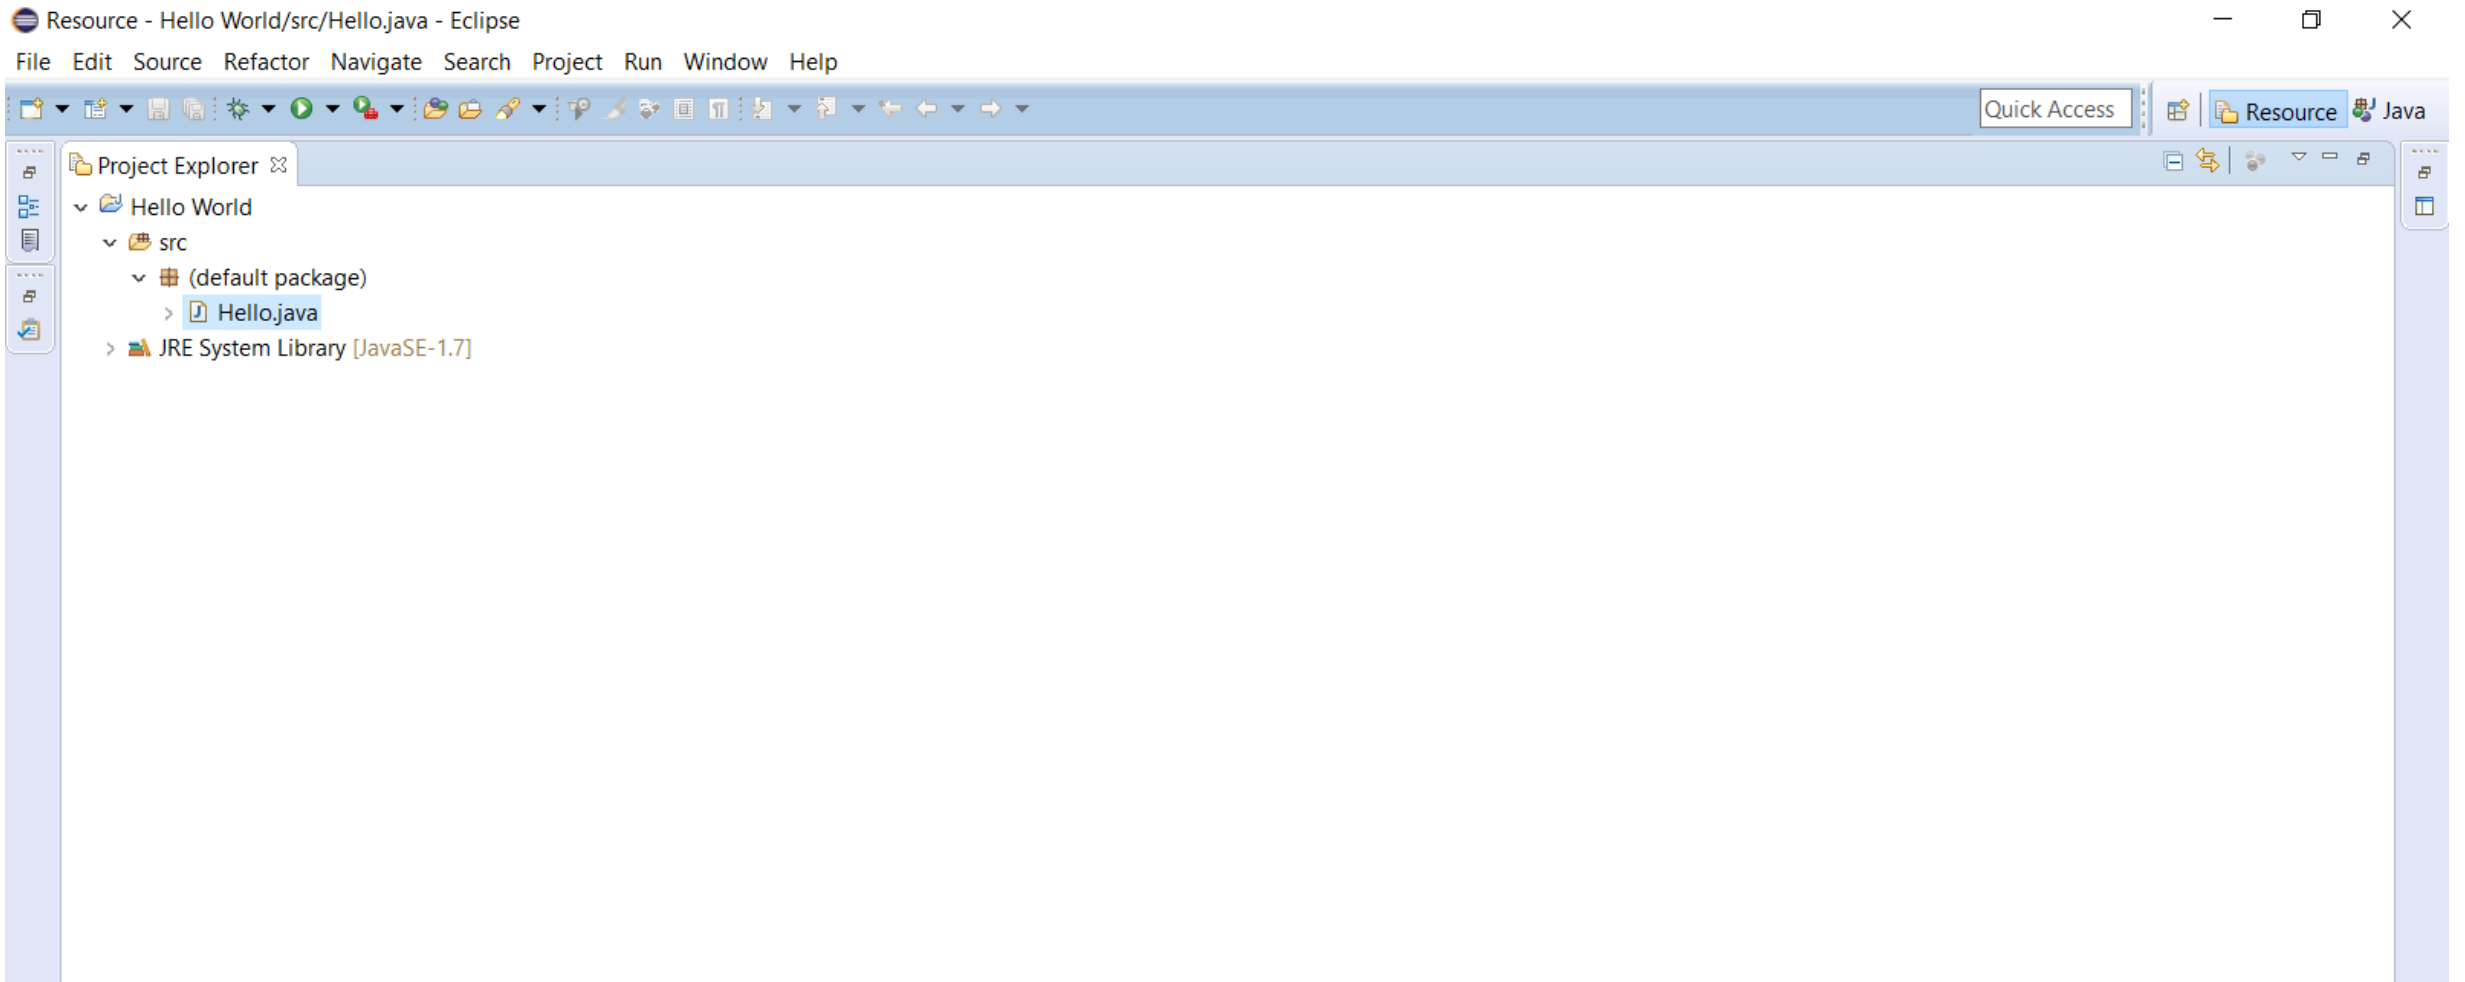 Resource - Hello World/src/Hello.java - Eclipse
File Edit Source Refactor Navigate Search Project Run Window Help
Quick Access Resource Java
Project Explorer
Hello World
src
(default package)
Hello.java
JRE System Library [JavaSE-1.7]